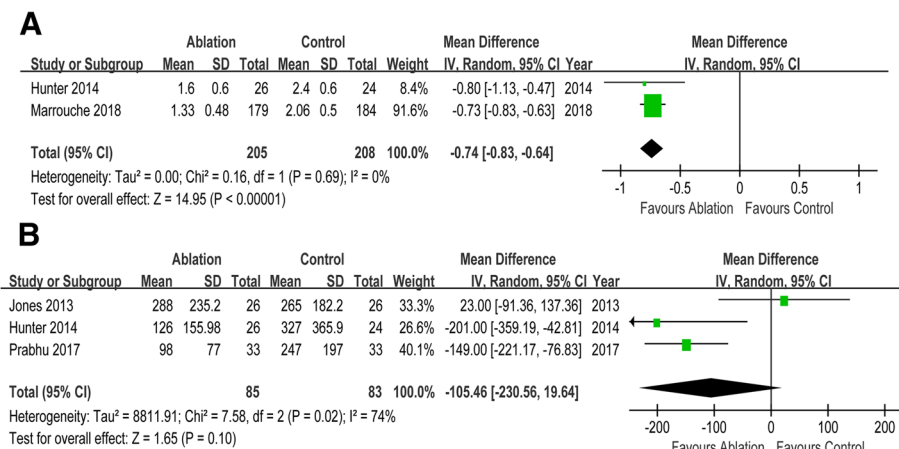 A
Ablation Control Mean Difference Mean Difference
Study or Subgroup Mean SD Total Mean SD Total Weight IV, Random, 95% CI Year IV, Random, 95% CI
Hunter 2014 1.6 0.6 26 2.4 0.6 24 8.4% -0.80 [-1.13, -0.47] 2014
Marrouche 2018 1.33 0.48 179 2.06 0.5 184 91.6% -0.73 [-0.83, -0.63] 2018
Total (95% CI) 205 208 100.0% -0.74 [-0.83, -0.64]
Heterogeneity: Tau² = 0.00; Chi² = 0.16, df = 1 (P = 0.69); I² = 0%
Test for overall effect: Z = 14.95 (P < 0.00001)
-1 -0.5 0 0.5 1
Favours Ablation Favours Control
B
Ablation Control Mean Difference Mean Difference
Study or Subgroup Mean SD Total Mean SD Total Weight IV, Random, 95% CI Year IV, Random, 95% CI
Jones 2013 288 235.2 26 265 182.2 26 33.3% 23.00 [-91.36, 137.36] 2013
Hunter 2014 126 155.98 26 327 365.9 24 26.6% -201.00 [-359.19, -42.81] 2014
Prabhu 2017 98 77 33 247 197 33 40.1% -149.00 [-221.17, -76.83] 2017
Total (95% CI) 85 83 100.0% -105.46 [-230.56, 19.64]
Heterogeneity: Tau² = 8811.91; Chi² = 7.58, df = 2 (P = 0.02); I² = 74%
Test for overall effect: Z = 1.65 (P = 0.10)
-200 -100 0 100 200
Favours Ablation Favours Control